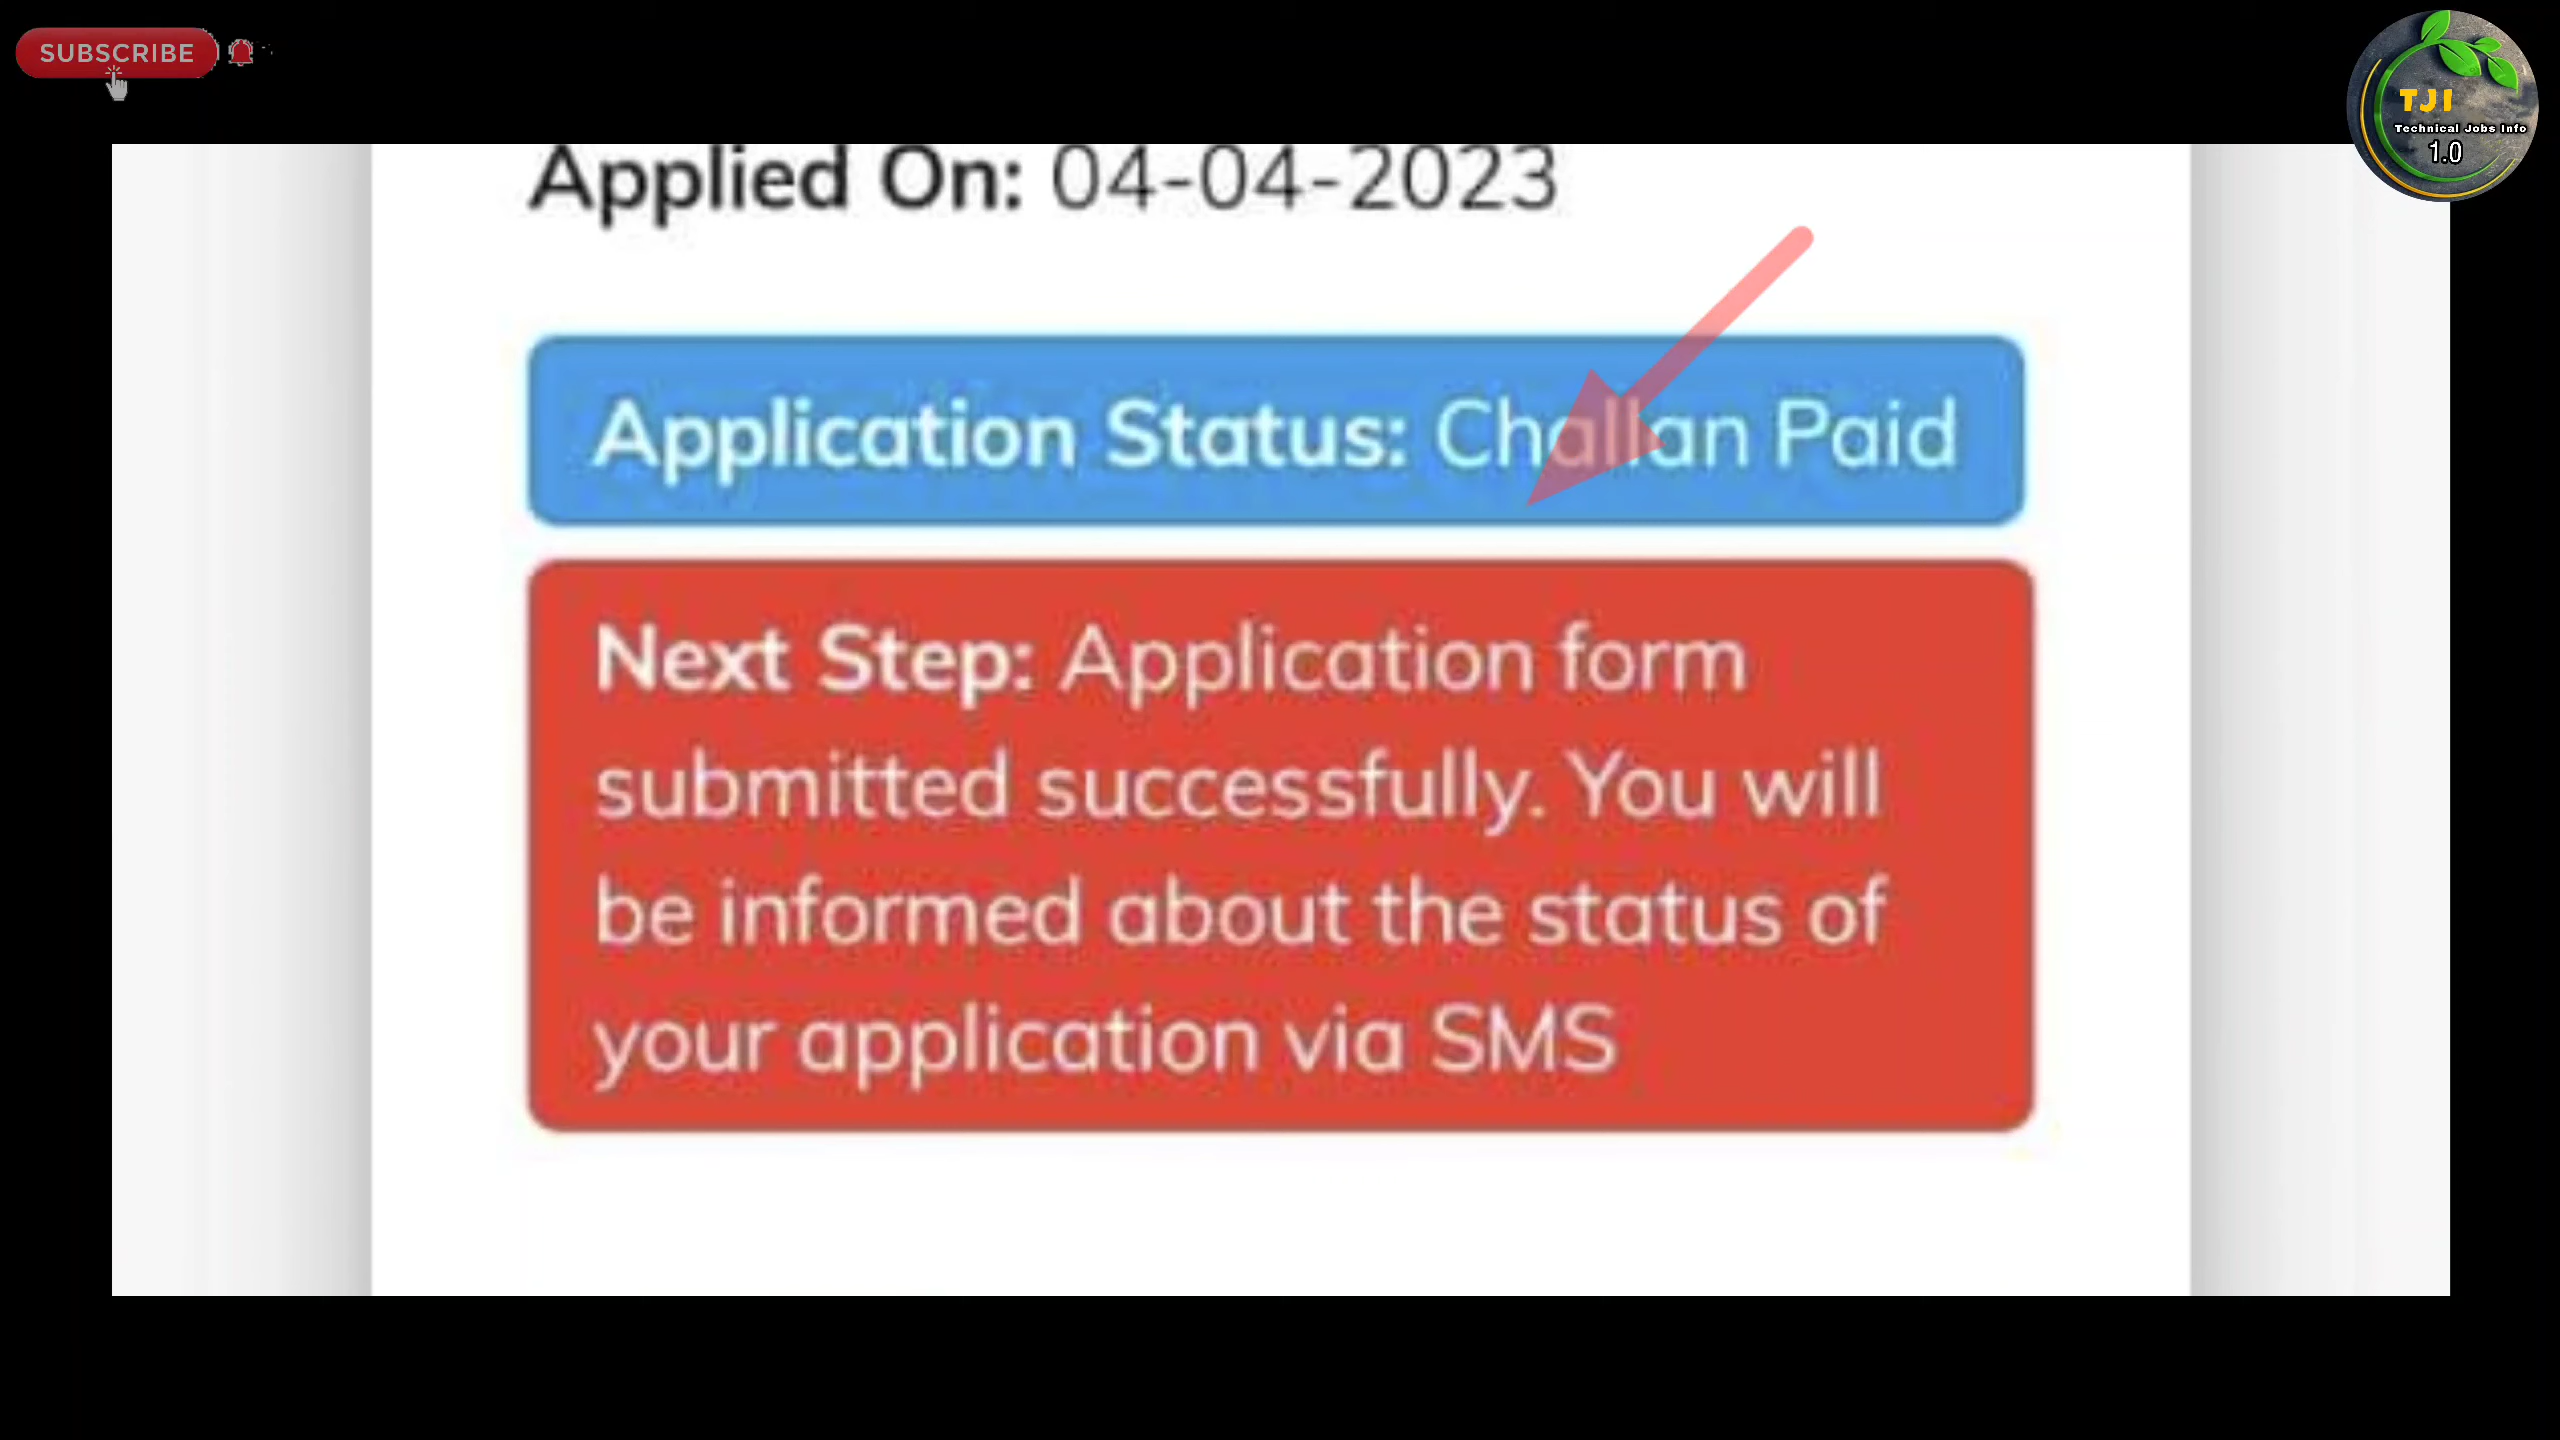 SUBSCRIBE
TJI
Technical Jobs Info
1.0
Applied On: 04-04-2023
Application Status: Challan Paid
Next Step: Application form
submitted successfully. You will
be informed about the status of
your application via SMS